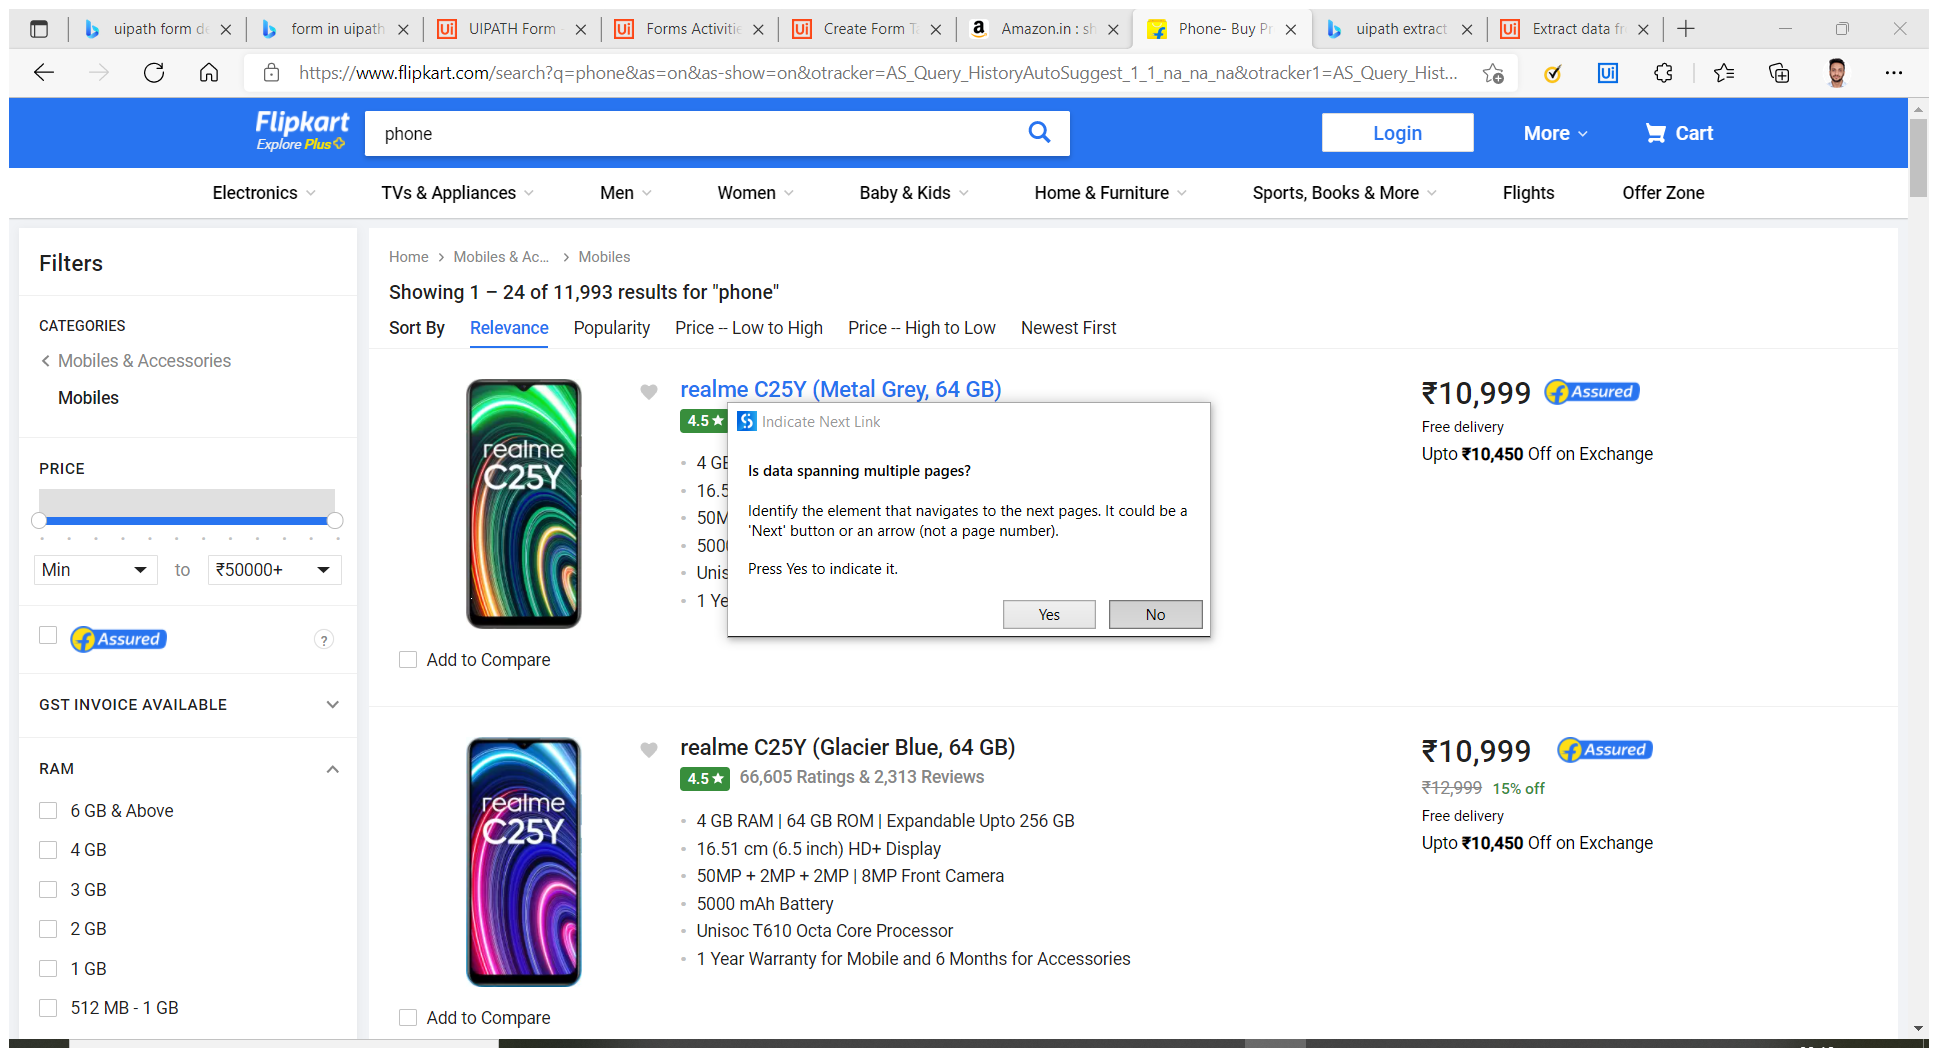 uipath form de
form in uipath
UIPATH Form
Forms Activitie
Create Form Ta
Amazon.in : sh
Phone- Buy Pr
uipath extract
Extract data fr
https://www.flipkart.com/search?q=phone&as=on&as-show=on&otracker=AS_Query_HistoryAutoSuggest_1_1_na_na_na&otracker1=AS_Query_Hist...
Flipkart
Explore Plus
phone
Login
More
Cart
Electronics
TVs & Appliances
Men
Women
Baby & Kids
Home & Furniture
Sports, Books & More
Flights
Offer Zone
Filters
CATEGORIES
Mobiles & Accessories
Mobiles
PRICE
Min
to
₹50000+
Assured
?
GST INVOICE AVAILABLE
RAM
6 GB & Above
4 GB
3 GB
2 GB
1 GB
512 MB - 1 GB
Home > Mobiles & Ac... > Mobiles
Showing 1 – 24 of 11,993 results for "phone"
Sort By Relevance Popularity Price -- Low to High Price -- High to Low Newest First
realme
C25Y
Add to Compare
realme C25Y (Metal Grey, 64 GB)
4.5★
4 GB
16.5
50M
500
Unis
1 Ye
₹10,999
Assured
Free delivery
Upto ₹10,450 Off on Exchange
Indicate Next Link
Is data spanning multiple pages?
Identify the element that navigates to the next pages. It could be a
'Next' button or an arrow (not a page number).
Press Yes to indicate it.
Yes
No
realme
C25Y
Add to Compare
realme C25Y (Glacier Blue, 64 GB)
4.5★ 66,605 Ratings & 2,313 Reviews
4 GB RAM | 64 GB ROM | Expandable Upto 256 GB
16.51 cm (6.5 inch) HD+ Display
50MP + 2MP + 2MP | 8MP Front Camera
5000 mAh Battery
Unisoc T610 Octa Core Processor
1 Year Warranty for Mobile and 6 Months for Accessories
₹10,999
Assured
₹12,999 15% off
Free delivery
Upto ₹10,450 Off on Exchange